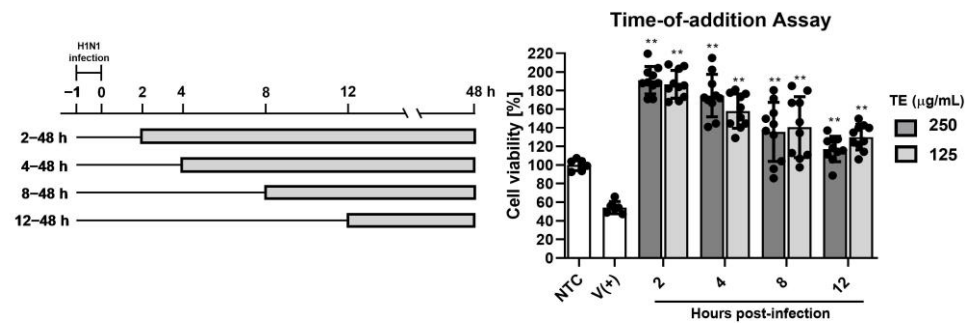 H1N1
infection
−1 0 2 4 8 12 48 h
2−48 h
4−48 h
8−48 h
12−48 h
Time-of-addition Assay
Cell viability [%]
220
200
180
160
140
120
100
80
60
40
20
0
** ** ** ** ** ** ** **
NTC V(+) 2 4 8 12
Hours post-infection
TE (μg/mL)
250
125